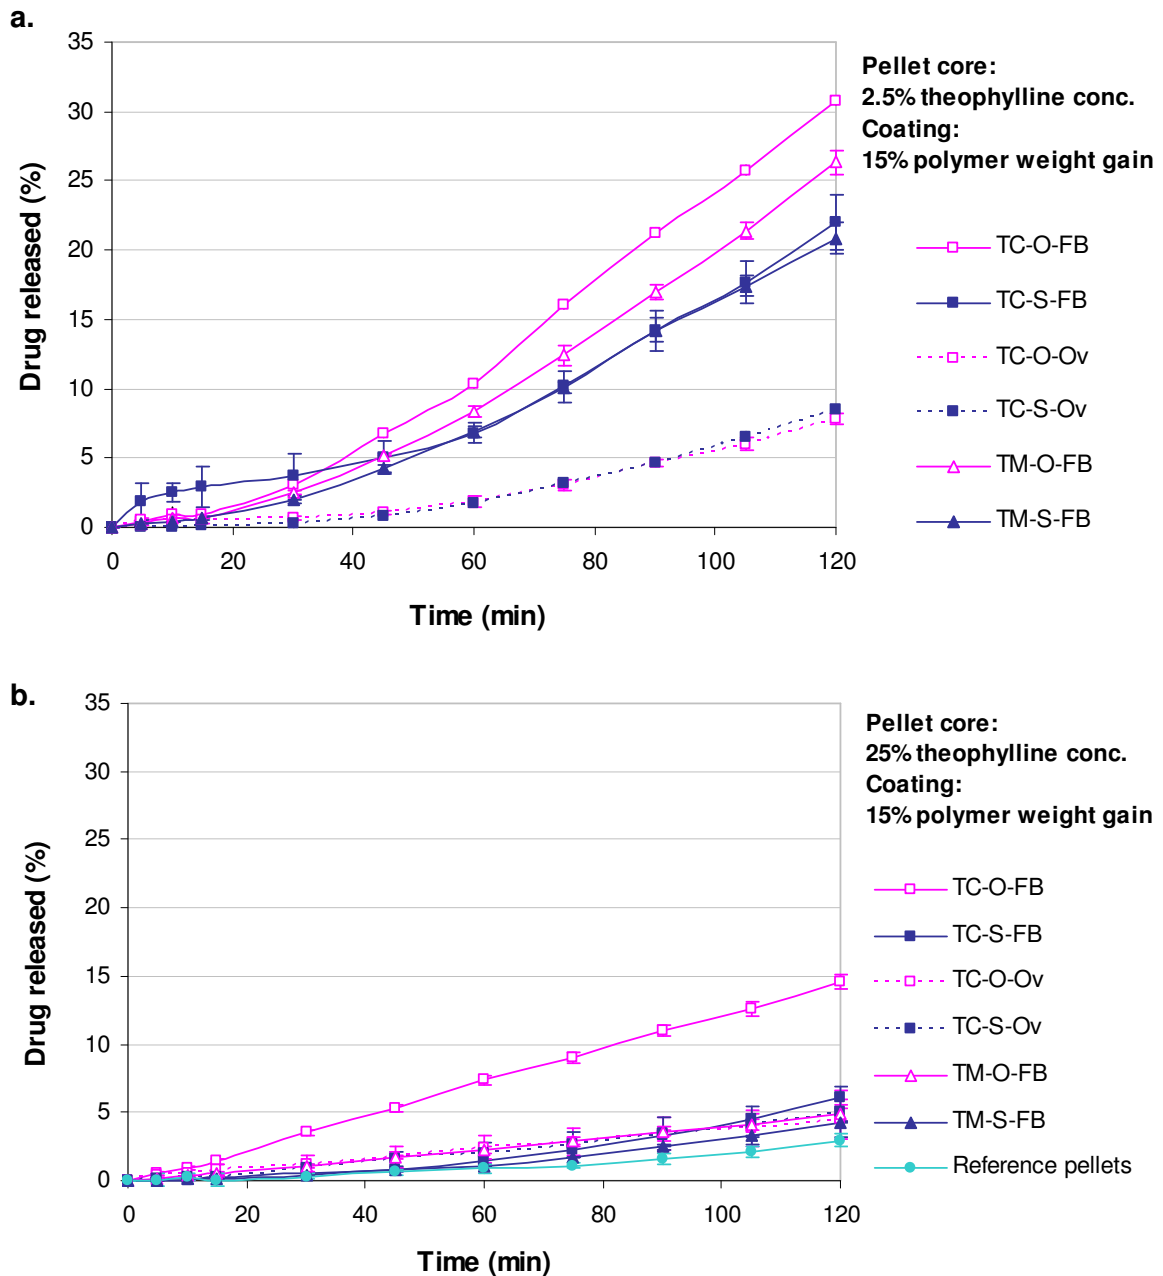 a.
35
30
25
20
15
10
5
0
0 20 40 60 80 100 120
Drug released (%)
Time (min)
Pellet core:
2.5% theophylline conc.
Coating:
15% polymer weight gain
TC-O-FB
TC-S-FB
TC-O-Ov
TC-S-Ov
TM-O-FB
TM-S-FB
b.
35
30
25
20
15
10
5
0
0 20 40 60 80 100 120
Drug released (%)
Time (min)
Pellet core:
25% theophylline conc.
Coating:
15% polymer weight gain
TC-O-FB
TC-S-FB
TC-O-Ov
TC-S-Ov
TM-O-FB
TM-S-FB
Reference pellets